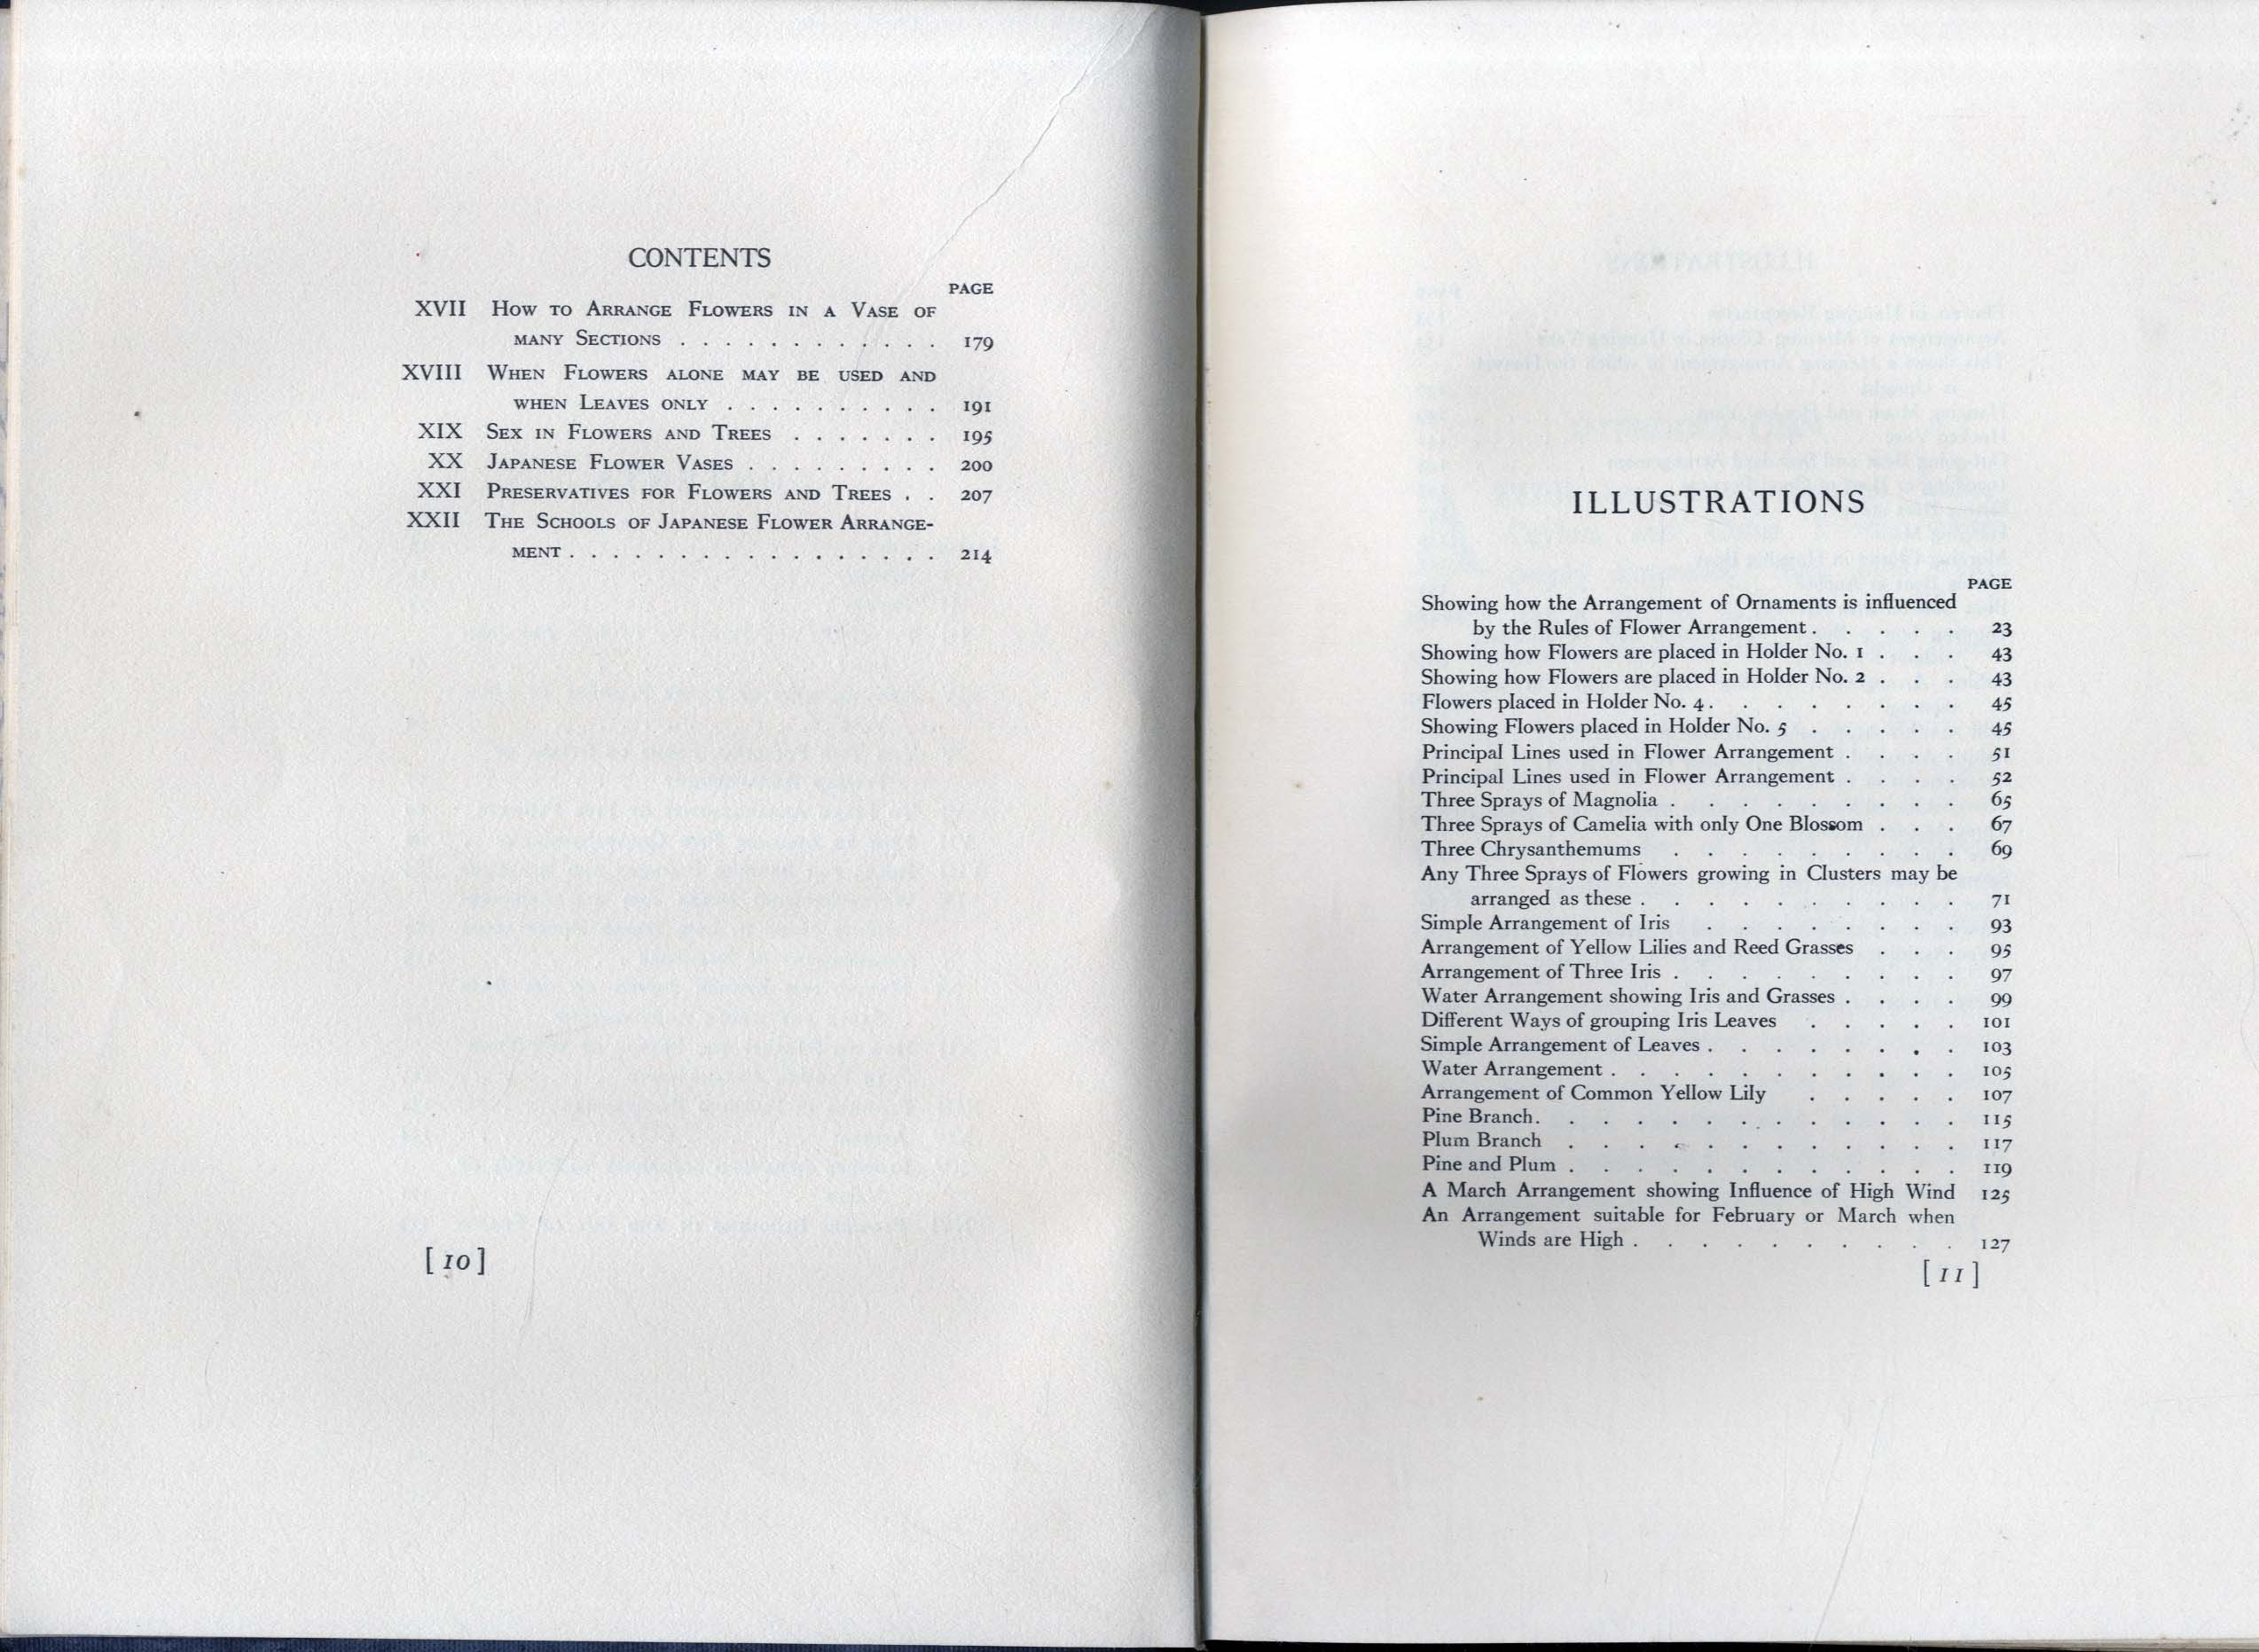 CONTENTS
PAGE
XVII How to Arrange Flowers in a Vase of
many Sections . . . . . . . . . . . . 179
XVIII When Flowers alone may be used and
when Leaves only . . . . . . . . . . 191
XIX Sex in Flowers and Trees . . . . . . . 195
XX Japanese Flower Vases . . . . . . . . . 200
XXI Preservatives for Flowers and Trees . . 207
XXII The Schools of Japanese Flower Arrange-
ment . . . . . . . . . . . . . . . . . 214
[10]
ILLUSTRATIONS
PAGE
Showing how the Arrangement of Ornaments is influenced
by the Rules of Flower Arrangement . . . . . 23
Showing how Flowers are placed in Holder No. 1 . . . 43
Showing how Flowers are placed in Holder No. 2 . . . 43
Flowers placed in Holder No. 4 . . . . . . . . 45
Showing Flowers placed in Holder No. 5 . . . . . 45
Principal Lines used in Flower Arrangement . . . . 51
Principal Lines used in Flower Arrangement . . . . 52
Three Sprays of Magnolia . . . . . . . . . 65
Three Sprays of Camelia with only One Blossom . . . 67
Three Chrysanthemums . . . . . . . . . 69
Any Three Sprays of Flowers growing in Clusters may be
arranged as these . . . . . . . . . . 71
Simple Arrangement of Iris . . . . . . . . 93
Arrangement of Yellow Lilies and Reed Grasses . . . 95
Arrangement of Three Iris . . . . . . . . . 97
Water Arrangement showing Iris and Grasses . . . . 99
Different Ways of grouping Iris Leaves . . . . . 101
Simple Arrangement of Leaves . . . . . . . . 103
Water Arrangement . . . . . . . . . . . 105
Arrangement of Common Yellow Lily . . . . . 107
Pine Branch . . . . . . . . . . . . . 115
Plum Branch . . . . . . . . . . . . 117
Pine and Plum . . . . . . . . . . . . 119
A March Arrangement showing Influence of High Wind 125
An Arrangement suitable for February or March when
Winds are High . . . . . . . . . . 127
[11]